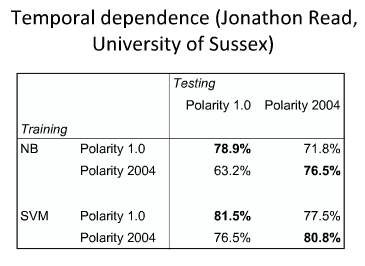 Temporal dependence (Jonathon Read,
University of Sussex)
Testing
Polarity 1.0 Polarity 2004
Training
NB Polarity 1.0 78.9% 71.8%
Polarity 2004 63.2% 76.5%
SVM Polarity 1.0 81.5% 77.5%
Polarity 2004 76.5% 80.8%